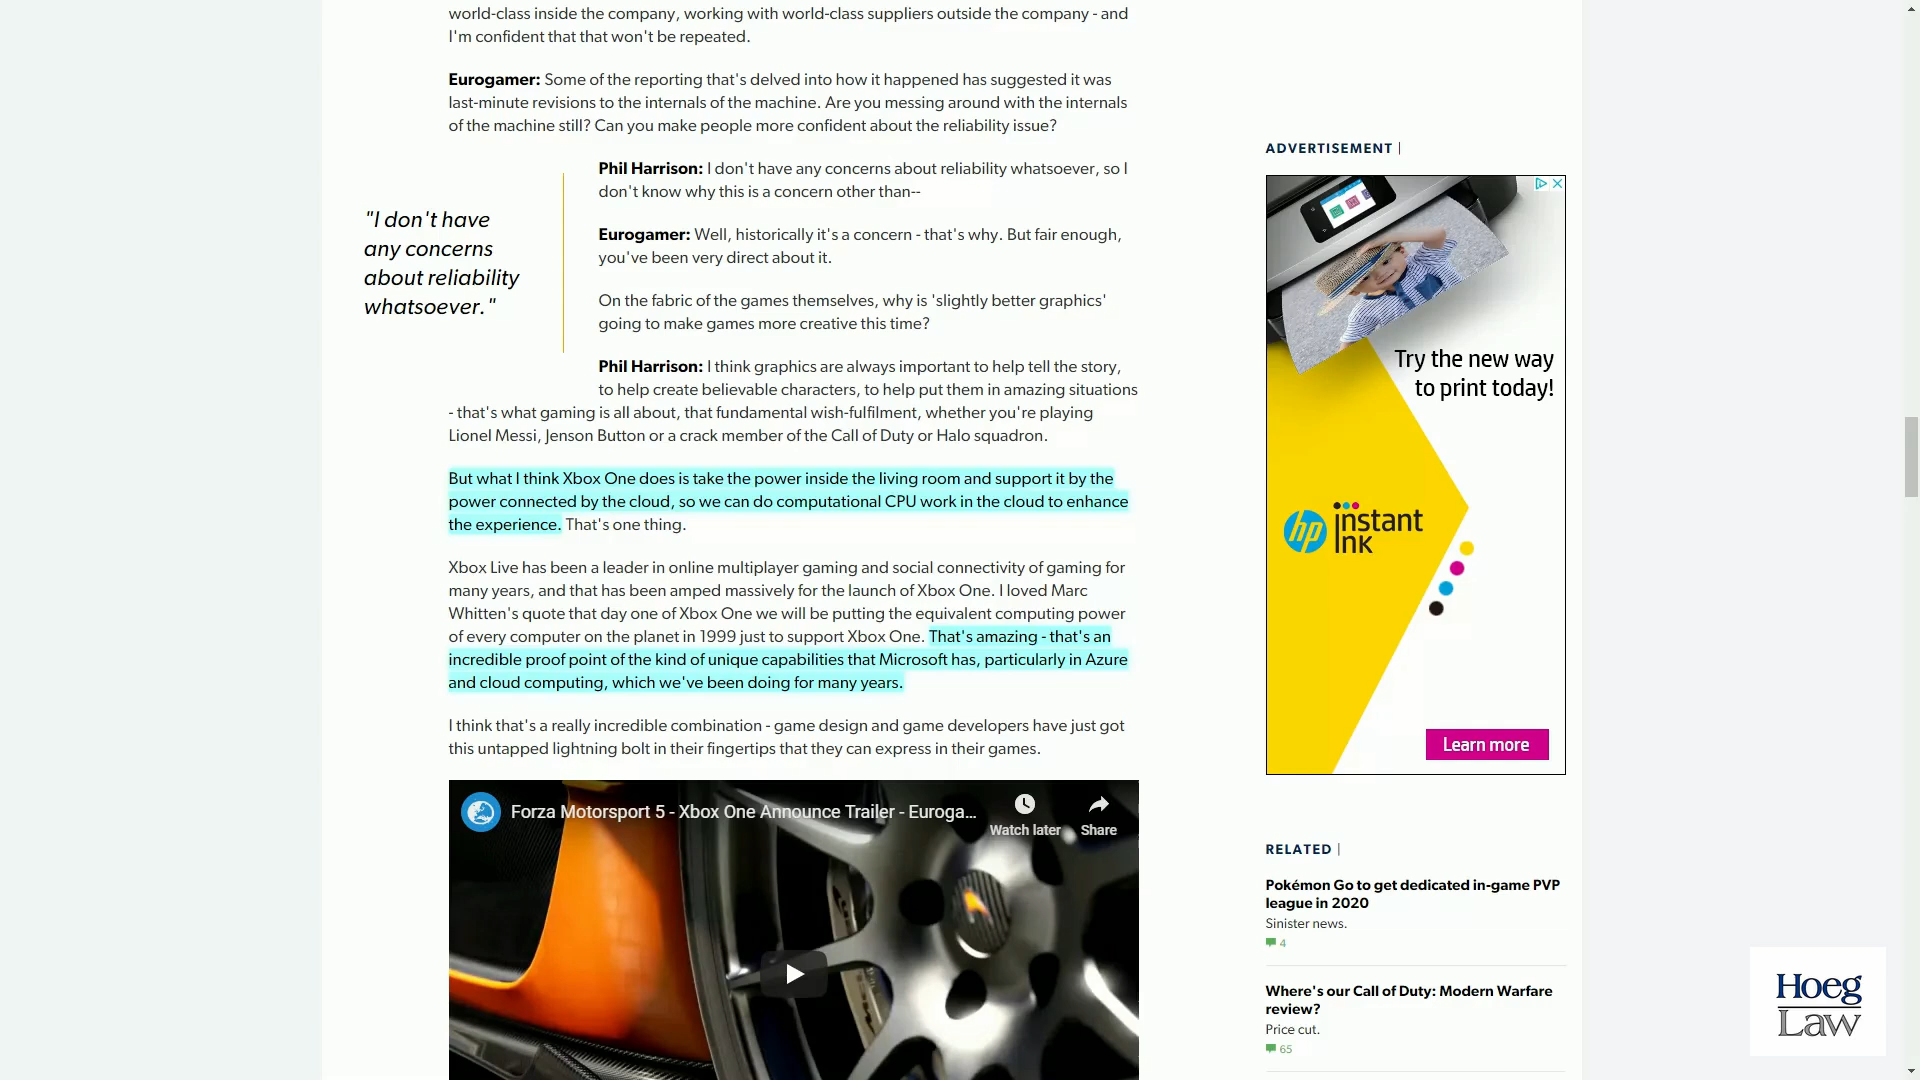 world-class inside the company, working with world-class suppliers outside the company - and
I'm confident that that won't be repeated.
Eurogamer: Some of the reporting that's delved into how it happened has suggested it was
last-minute revisions to the internals of the machine. Are you messing around with the internals
of the machine still? Can you make people more confident about the reliability issue?
"I don't have
any concerns
about reliability
whatsoever."
Phil Harrison: I don't have any concerns about reliability whatsoever, so I
don't know why this is a concern other than--
Eurogamer: Well, historically it's a concern - that's why. But fair enough,
you've been very direct about it.
On the fabric of the games themselves, why is 'slightly better graphics'
going to make games more creative this time?
Phil Harrison: I think graphics are always important to help tell the story,
to help create believable characters, to help put them in amazing situations
- that's what gaming is all about, that fundamental wish-fulfilment, whether you're playing
Lionel Messi, Jenson Button or a crack member of the Call of Duty or Halo squadron.
But what I think Xbox One does is take the power inside the living room and support it by the
power connected by the cloud, so we can do computational CPU work in the cloud to enhance
the experience. That's one thing.
Xbox Live has been a leader in online multiplayer gaming and social connectivity of gaming for
many years, and that has been amped massively for the launch of Xbox One. I loved Marc
Whitten's quote that day one of Xbox One we will be putting the equivalent computing power
of every computer on the planet in 1999 just to support Xbox One. That's amazing - that's an
incredible proof point of the kind of unique capabilities that Microsoft has, particularly in Azure
and cloud computing, which we've been doing for many years.
I think that's a really incredible combination - game design and game developers have just got
this untapped lightning bolt in their fingertips that they can express in their games.
Forza Motorsport 5 - Xbox One Announce Trailer - Euroga...
Watch later
Share
ADVERTISEMENT |
Try the new way
to print today!
hp instant
ink
Learn more
RELATED |
Pokémon Go to get dedicated in-game PVP
league in 2020
Sinister news.
4
Where's our Call of Duty: Modern Warfare
review?
Price cut.
65
Hoeg
Law